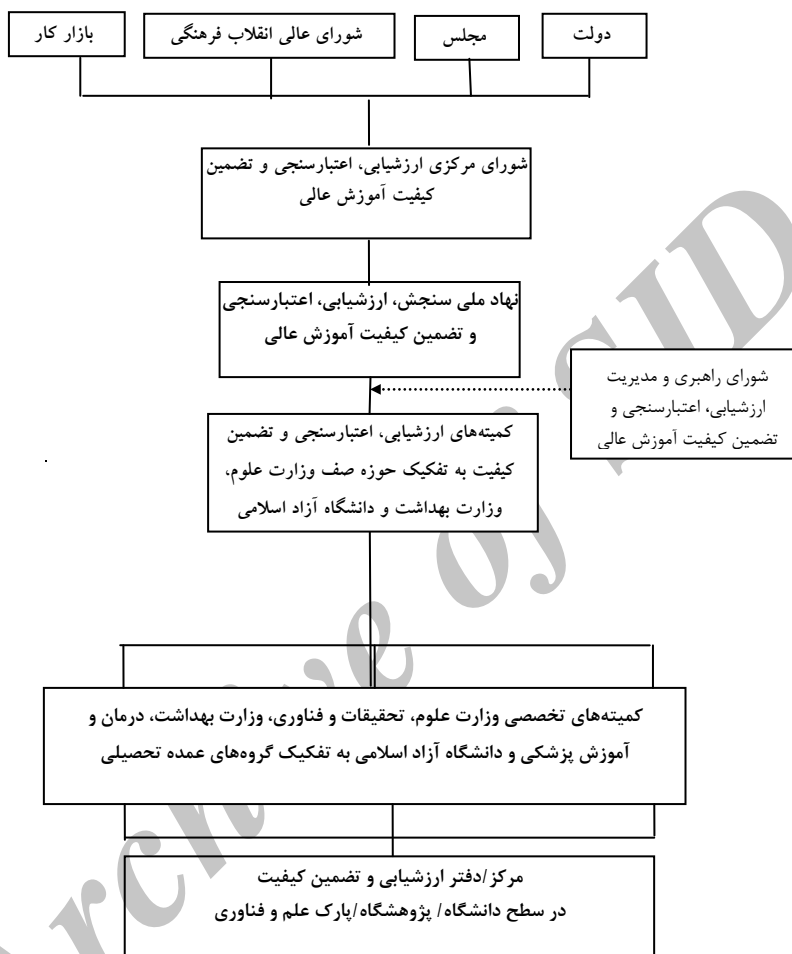 دولت
مجلس
شورای عالی انقلاب فرهنگی
بازار کار
شورای مرکزی ارزشیابی، اعتبارسنجی و تضمین
کیفیت آموزش عالی
نهاد ملی سنجش، ارزشیابی، اعتبارسنجی
و تضمین کیفیت آموزش عالی
شورای راهبری و مدیریت
ارزشیابی، اعتبارسنجی و
تضمین کیفیت آموزش عالی
کمیته‌های ارزشیابی، اعتبارسنجی و تضمین
کیفیت به تفکیک حوزه صف وزارت علوم،
وزارت بهداشت و دانشگاه آزاد اسلامی
کمیته‌های تخصصی وزارت علوم، تحقیقات و فناوری، وزارت بهداشت، درمان و
آموزش پزشکی و دانشگاه آزاد اسلامی به تفکیک گروه‌های عمده تحصیلی
مرکز/دفتر ارزشیابی و تضمین کیفیت
در سطح دانشگاه/ پژوهشگاه/پارک علم و فناوری
Archive of SID